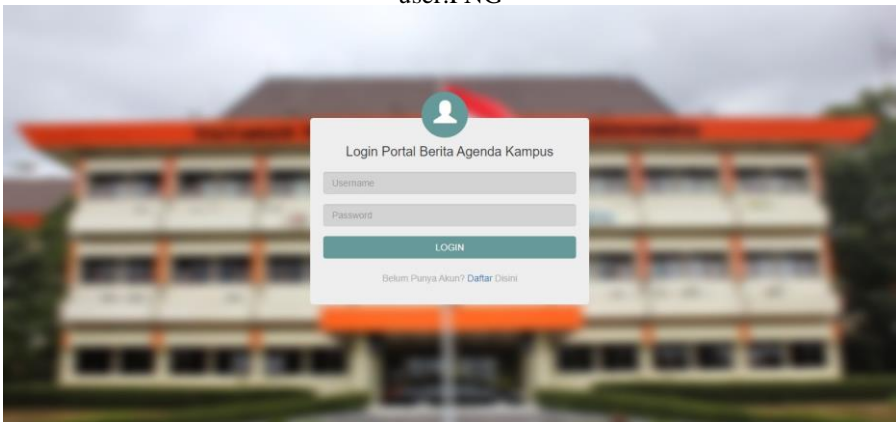 user.PNG
Login Portal Berita Agenda Kampus
Username
Password
LOGIN
Belum Punya Akun? Daftar Disini